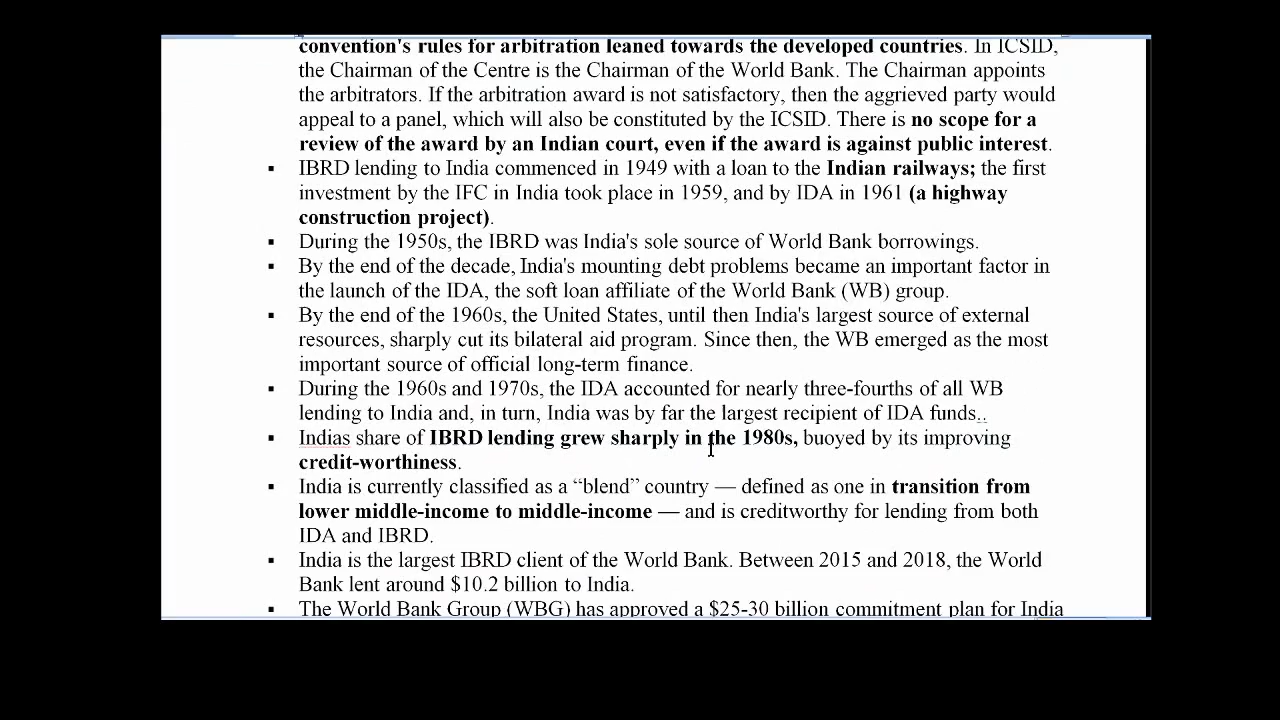 convention's rules for arbitration leaned towards the developed countries. In ICSID,
the Chairman of the Centre is the Chairman of the World Bank. The Chairman appoints
the arbitrators. If the arbitration award is not satisfactory, then the aggrieved party would
appeal to a panel, which will also be constituted by the ICSID. There is no scope for a
review of the award by an Indian court, even if the award is against public interest.
▪ IBRD lending to India commenced in 1949 with a loan to the Indian railways; the first
investment by the IFC in India took place in 1959, and by IDA in 1961 (a highway
construction project).
▪ During the 1950s, the IBRD was India's sole source of World Bank borrowings.
▪ By the end of the decade, India's mounting debt problems became an important factor in
the launch of the IDA, the soft loan affiliate of the World Bank (WB) group.
▪ By the end of the 1960s, the United States, until then India's largest source of external
resources, sharply cut its bilateral aid program. Since then, the WB emerged as the most
important source of official long-term finance.
▪ During the 1960s and 1970s, the IDA accounted for nearly three-fourths of all WB
lending to India and, in turn, India was by far the largest recipient of IDA funds..
▪ Indias share of IBRD lending grew sharply in the 1980s, buoyed by its improving
credit-worthiness.
▪ India is currently classified as a “blend” country — defined as one in transition from
lower middle-income to middle-income — and is creditworthy for lending from both
IDA and IBRD.
▪ India is the largest IBRD client of the World Bank. Between 2015 and 2018, the World
Bank lent around $10.2 billion to India.
▪ The World Bank Group (WBG) has approved a $25-30 billion commitment plan for India